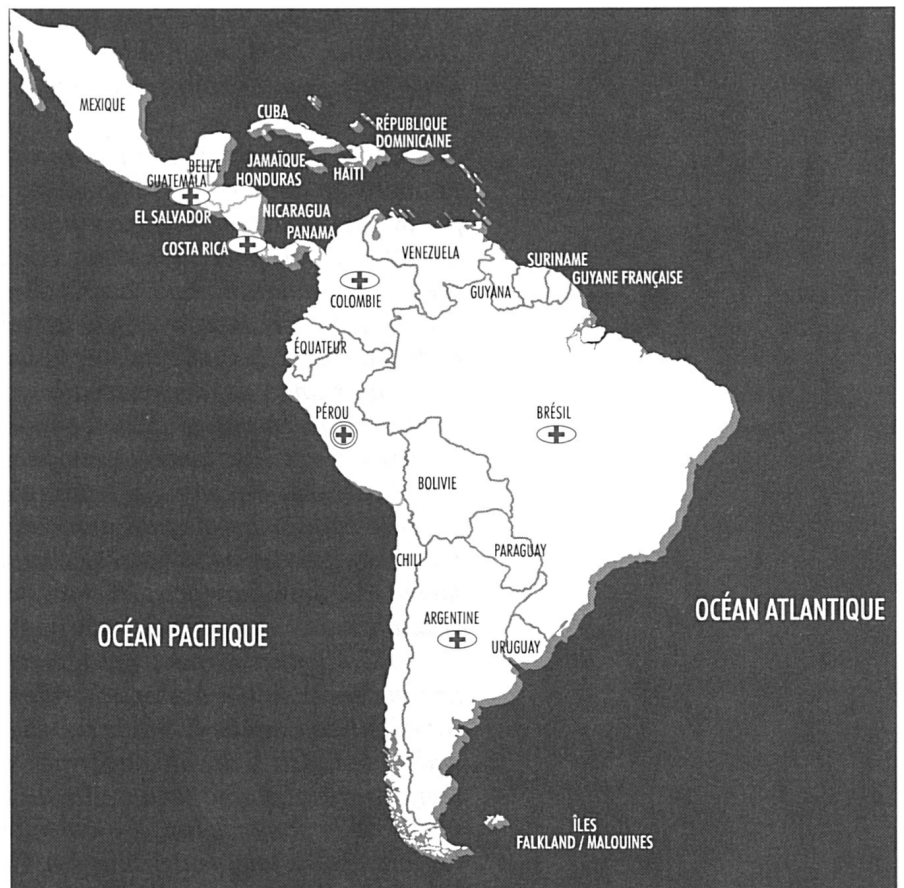 MEXIQUE
CUBA
RÉPUBLIQUE
DOMINICAINE
BELIZE
JAMAÏQUE
HAÏTI
GUATEMALA
HONDURAS
EL SALVADOR
NICARAGUA
COSTA RICA
PANAMA
VENEZUELA
SURINAME
GUYANE FRANÇAISE
GUYANA
COLOMBIE
ÉQUATEUR
PÉROU
BRÉSIL
BOLIVIE
CHILI
PARAGUAY
ARGENTINE
URUGUAY
OCÉAN PACIFIQUE
OCÉAN ATLANTIQUE
ÎLES
FALKLAND / MALOUINES